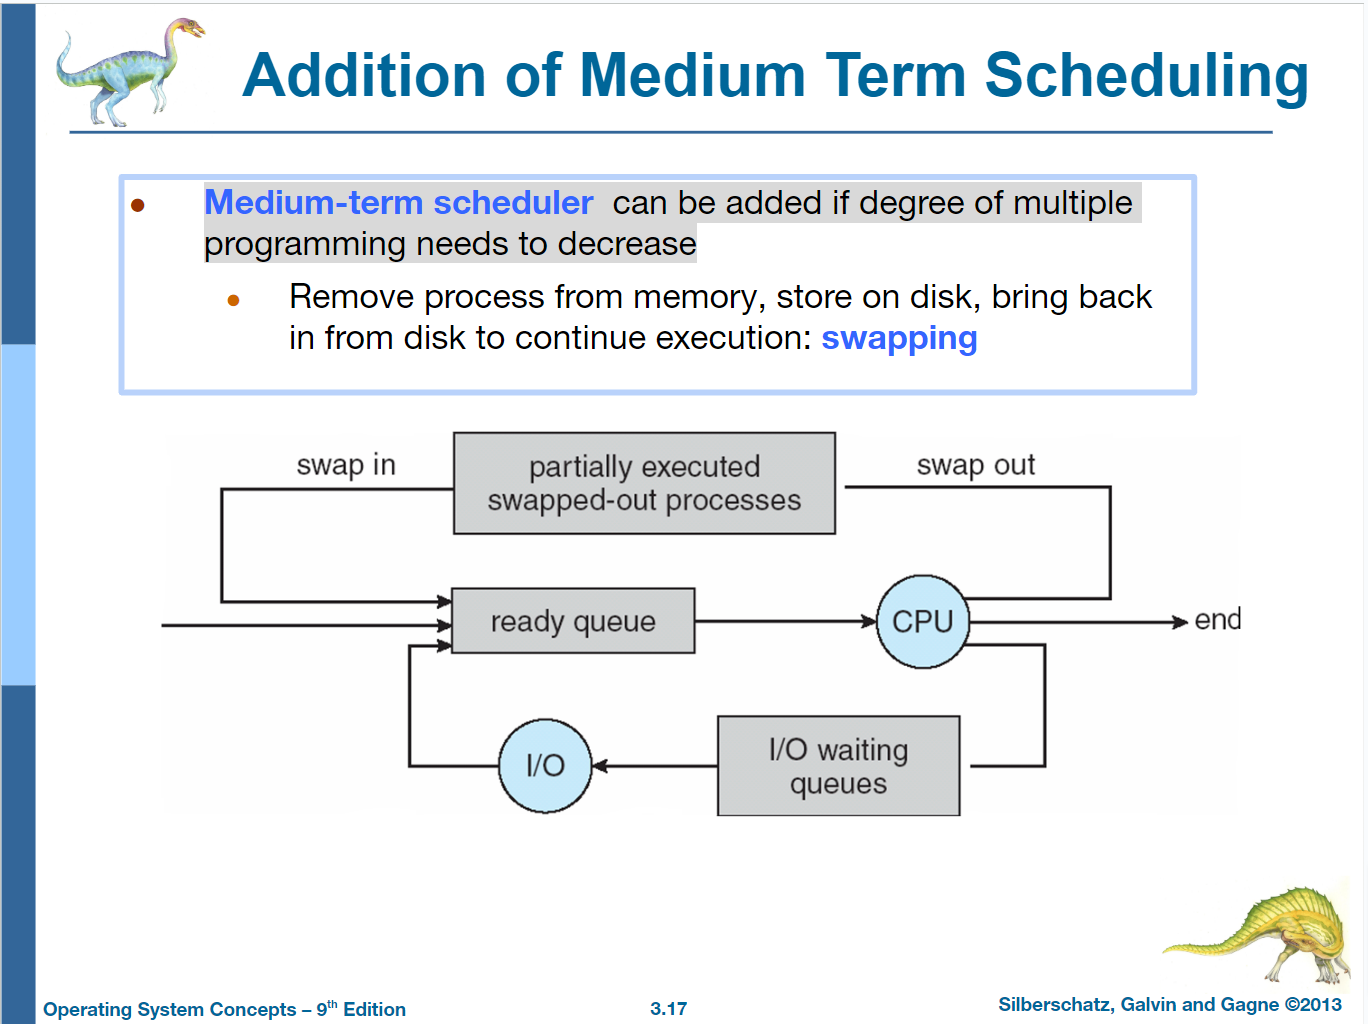 Addition of Medium Term Scheduling
• Medium-term scheduler can be added if degree of multiple
programming needs to decrease
• Remove process from memory, store on disk, bring back
in from disk to continue execution: swapping
swap in
partially executed
swapped-out processes
swap out
ready queue
CPU
end
I/O
I/O waiting
queues
Operating System Concepts – 9th Edition
3.17
Silberschatz, Galvin and Gagne ©2013